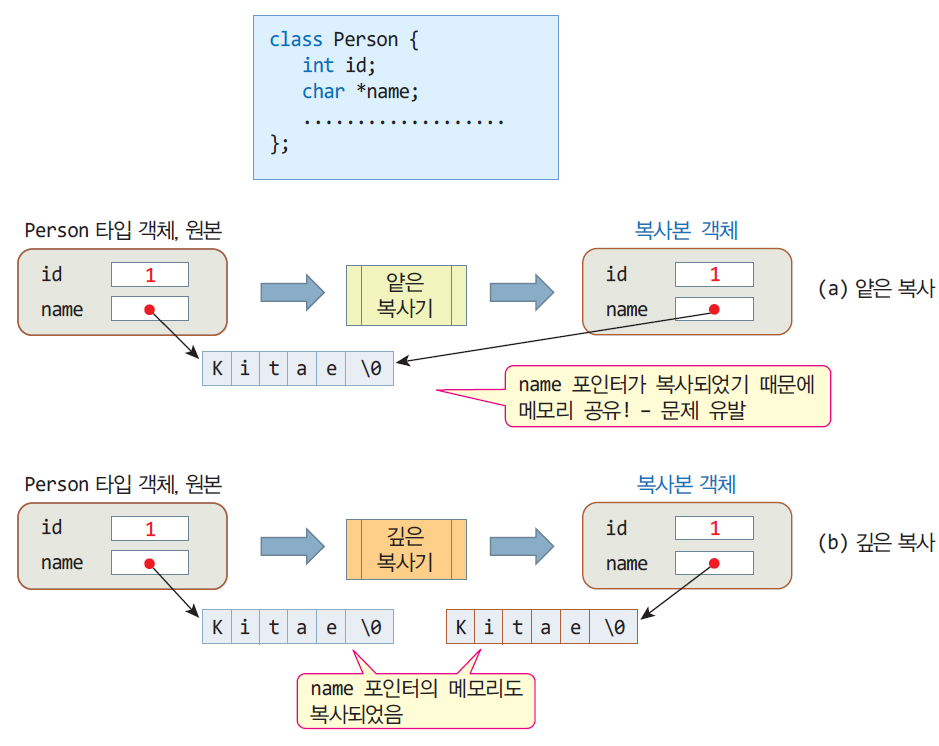 class Person {
int id;
char *name;
...................
};
Person 타입 객체, 원본
복사본 객체
id 1
name
얕은
복사기
id 1
name
(a) 얕은 복사
K i t a e \0
name 포인터가 복사되었기 때문에
메모리 공유! - 문제 유발
Person 타입 객체, 원본
복사본 객체
id 1
name
깊은
복사기
id 1
name
(b) 깊은 복사
K i t a e \0
K i t a e \0
name 포인터의 메모리도
복사되었음